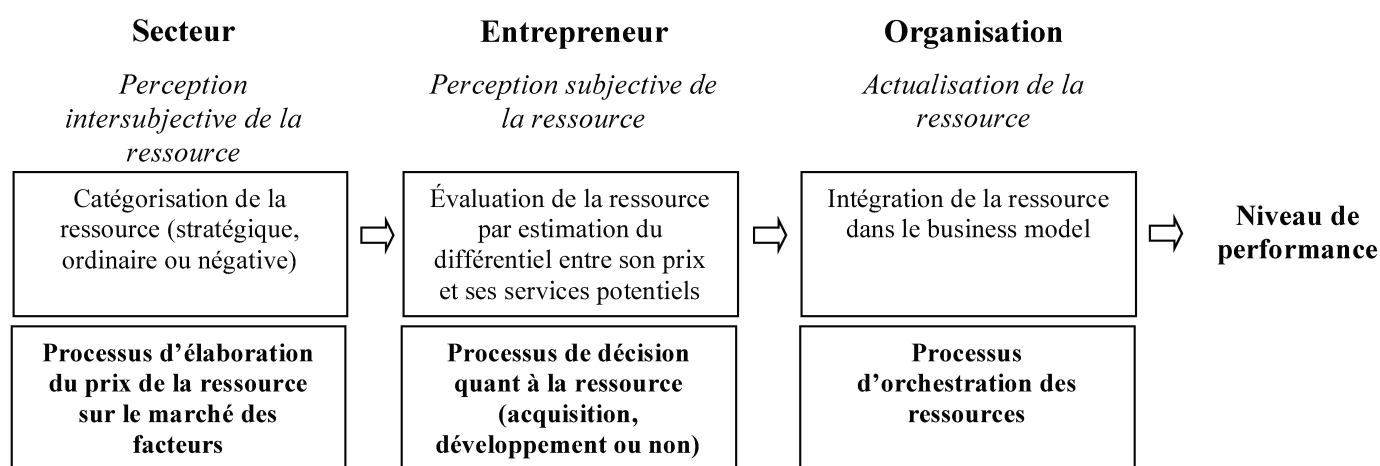 Secteur
Perception
intersubjective de la
ressource
Catégorisation de la
ressource (stratégique,
ordinaire ou négative)
Processus d’élaboration
du prix de la ressource
sur le marché des
facteurs
Entrepreneur
Perception subjective de
la ressource
Évaluation de la ressource
par estimation du
différentiel entre son prix
et ses services potentiels
Processus de décision
quant à la ressource
(acquisition,
développement ou non)
Organisation
Actualisation de la
ressource
Intégration de la ressource
dans le business model
Processus
d’orchestration des
ressources
Niveau de
performance